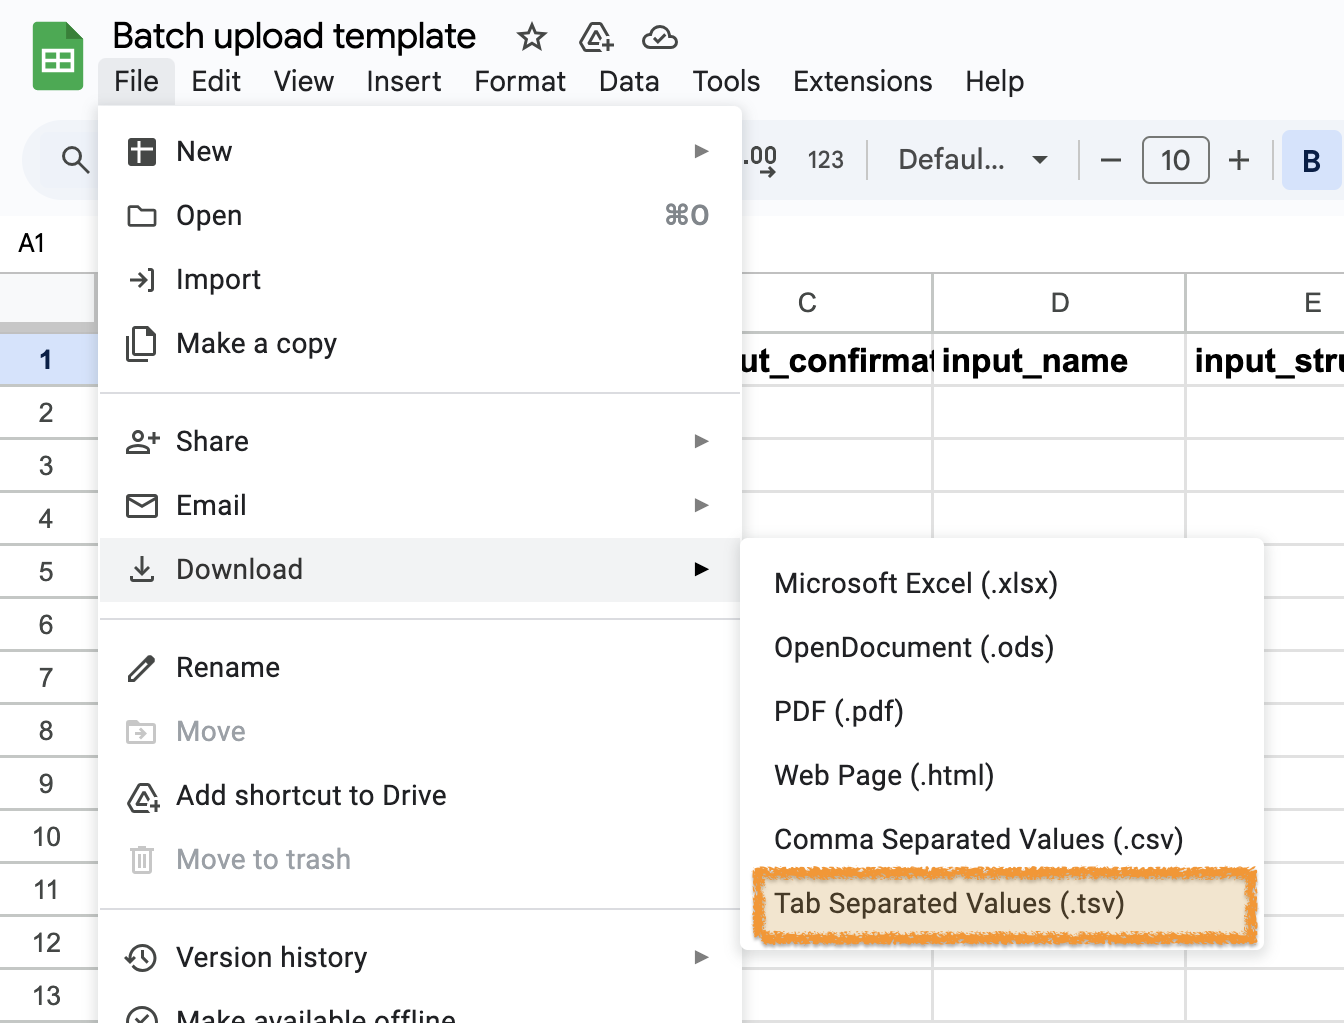 Batch upload template
File Edit View Insert Format Data Tools Extensions Help
New
Open ⌘O
Import
Make a copy
Share
Email
Download
Rename
Move
Add shortcut to Drive
Move to trash
Version history
Make available offline
Microsoft Excel (.xlsx)
OpenDocument (.ods)
PDF (.pdf)
Web Page (.html)
Comma Separated Values (.csv)
Tab Separated Values (.tsv)
.00 123 Defaul... 10 B
A1
C D E
1 ut_confirmat input_name input_stru
2
3
4
5
6
7
8
9
10
11
12
13